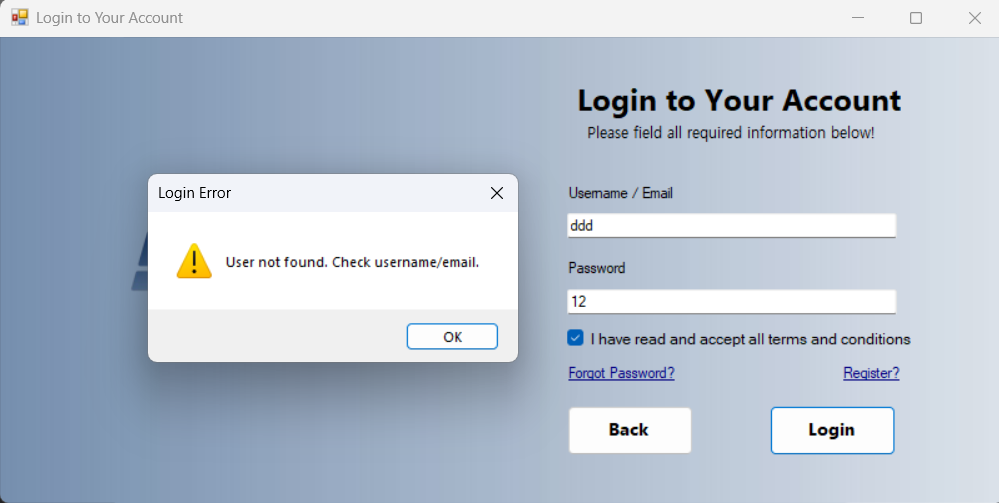 Login to Your Account
Login to Your Account
Please field all required information below!
Login Error
User not found. Check username/email.
OK
Username / Email
ddd
Password
12
I have read and accept all terms and conditions
Forgot Password?
Register?
Back
Login